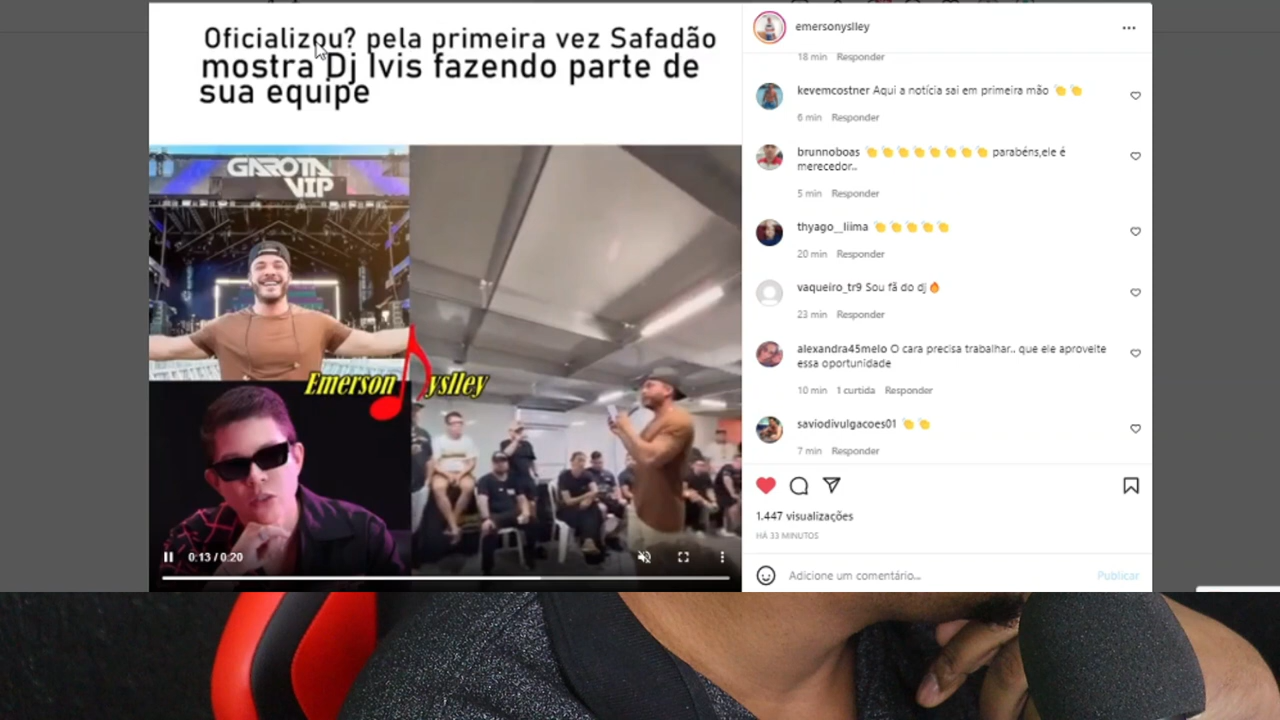 Oficializou? pela primeira vez Safadão
mostra Dj Ivis fazendo parte de
sua equipe
GAROTA
VIP
Emerson yslley
0:13 / 0:20
emersonyslley
18 min Responder
kevemcostner Aqui a notícia sai em primeira mão 👏 👏
6 min Responder
brunnoboas 👏 👏 👏 👏 👏 👏 👏 👏 parabéns,ele é
merecedor..
5 min Responder
thyago__liima 👏 👏 👏 👏 👏
20 min Responder
vaqueiro_tr9 Sou fã do dj 🔥
23 min Responder
alexandra45melo O cara precisa trabalhar.. que ele aproveite
essa oportunidade
10 min 1 curtida Responder
saviodivulgacoes01 👏 👏
7 min Responder
1.447 visualizações
HÁ 33 MINUTOS
Adicione um comentário...
Publicar